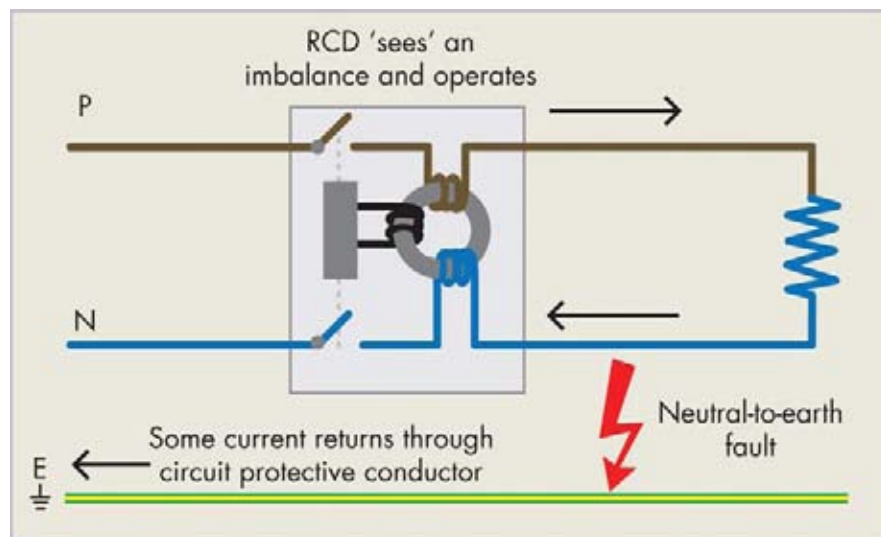 RCD 'sees' an
imbalance and operates
P
N
Neutral-to-earth
fault
Some current returns through
circuit protective conductor
E